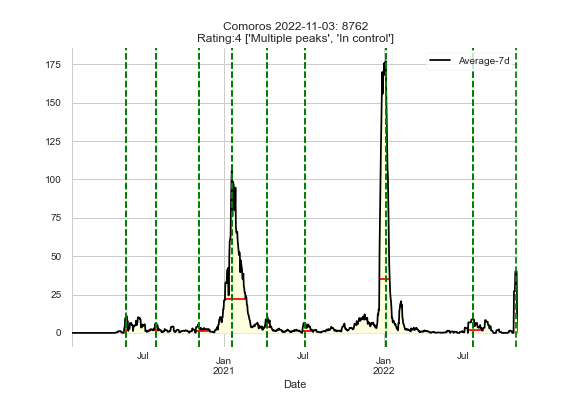 Comoros 2022-11-03: 8762
Rating:4 ['Multiple peaks', 'In control']
Average-7d
175
150
125
100
75
50
25
0
Jul
Jan
2021
Jul
Jan
2022
Jul
Date